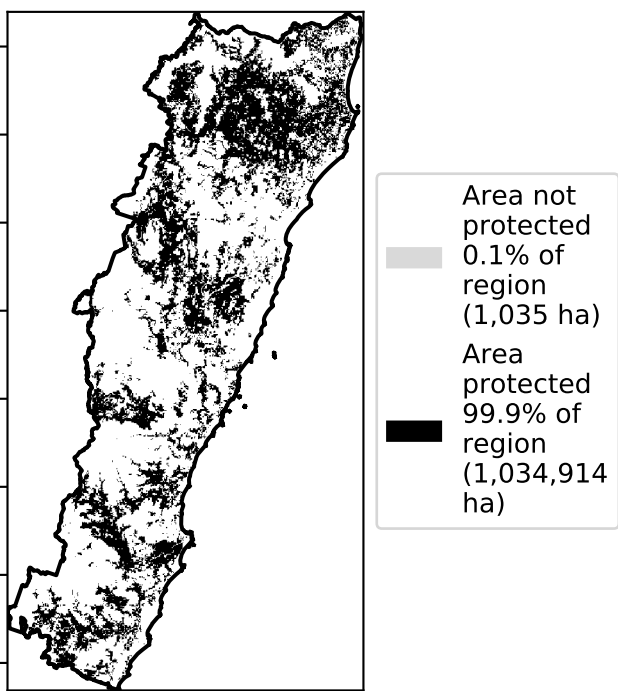 Area not
protected
0.1% of
region
(1,035 ha)
Area
protected
99.9% of
region
(1,034,914
ha)